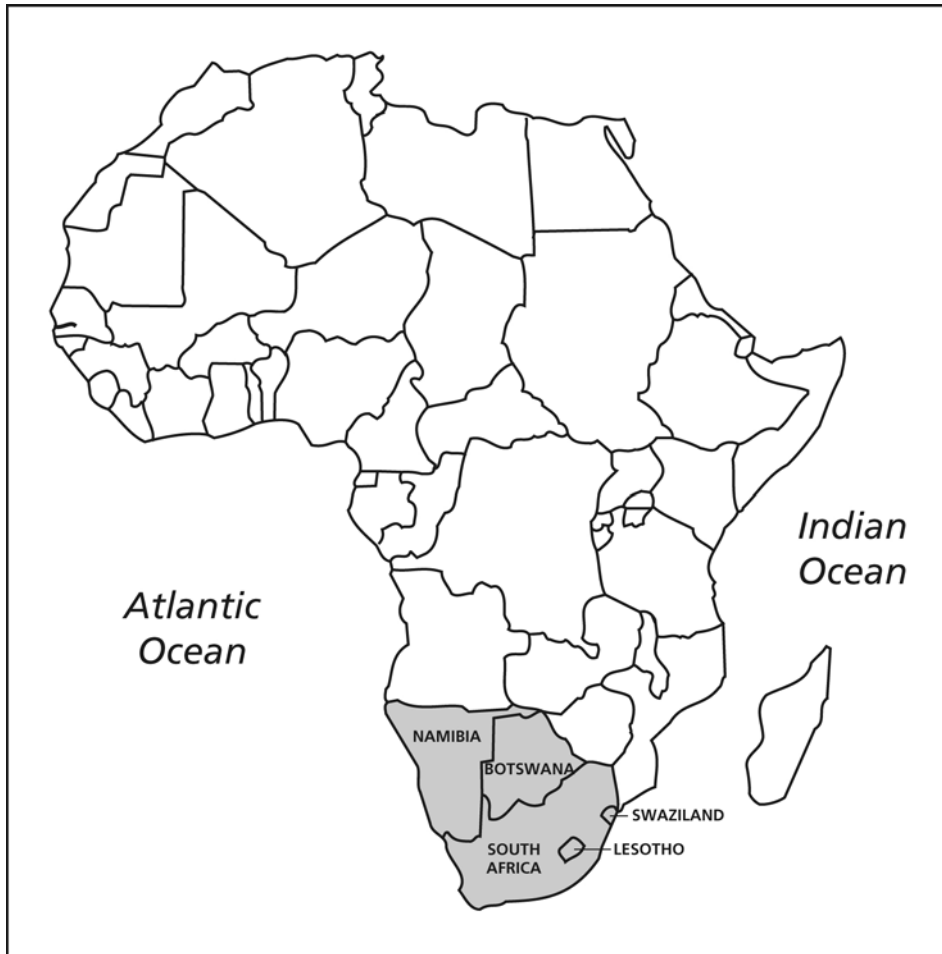 Indian
Ocean
Atlantic
Ocean
NAMIBIA
BOTSWANA
SWAZILAND
SOUTH
AFRICA
LESOTHO